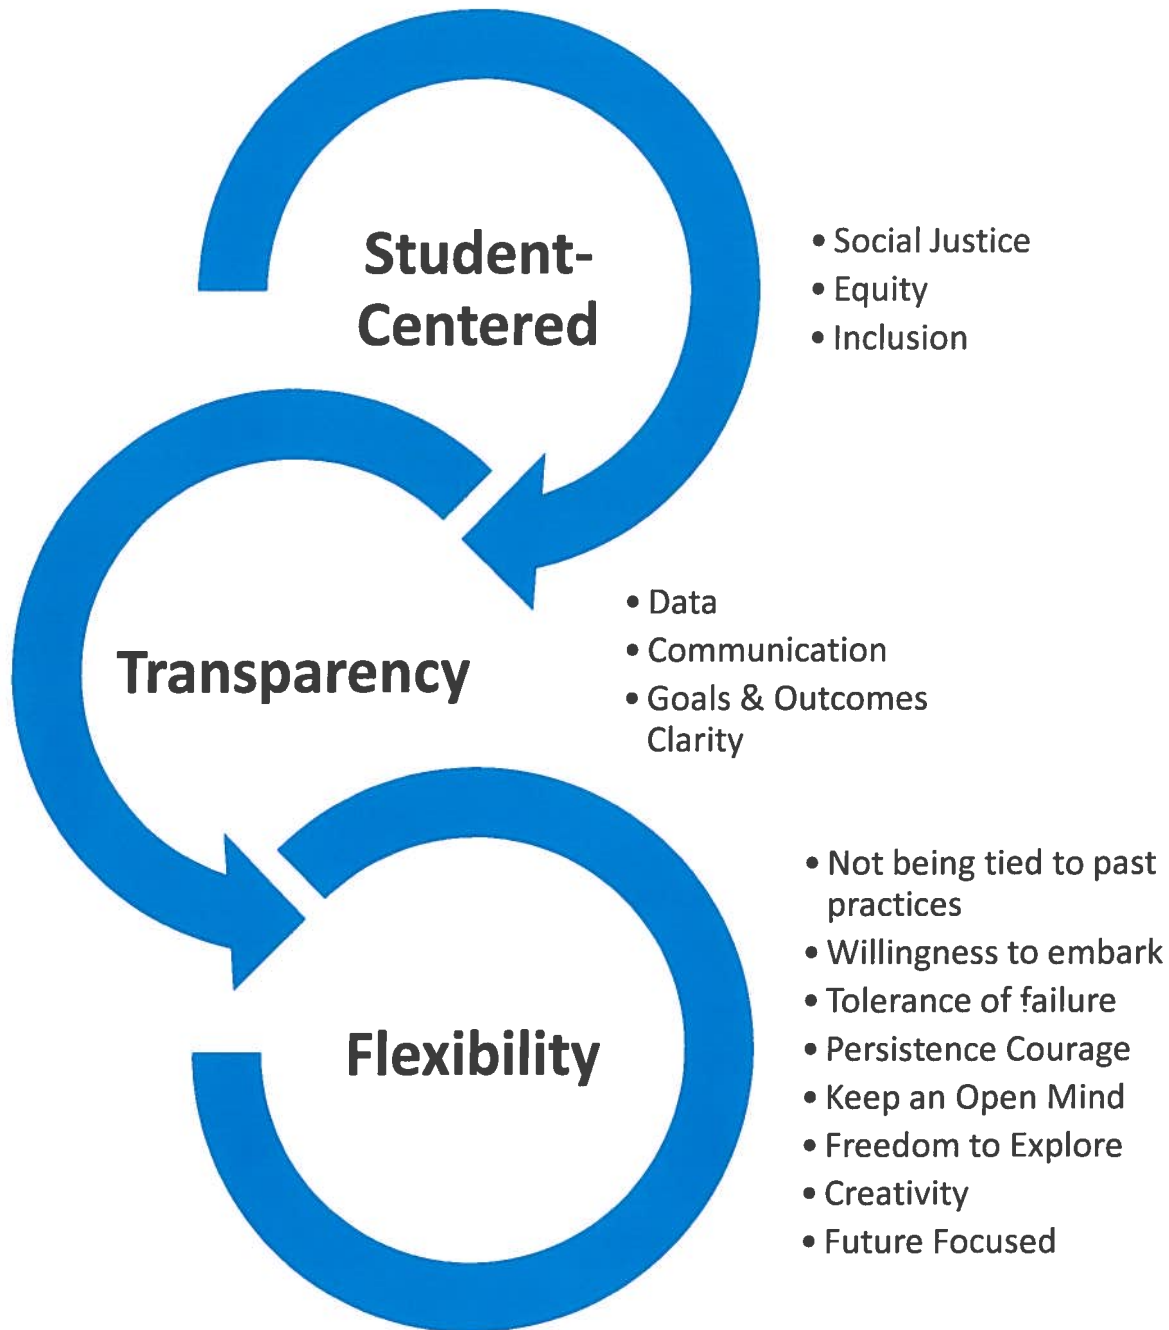 Student-
Centered
• Social Justice
• Equity
• Inclusion
Transparency
• Data
• Communication
• Goals & Outcomes
Clarity
Flexibility
• Not being tied to past
practices
• Willingness to embark
• Tolerance of failure
• Persistence Courage
• Keep an Open Mind
• Freedom to Explore
• Creativity
• Future Focused